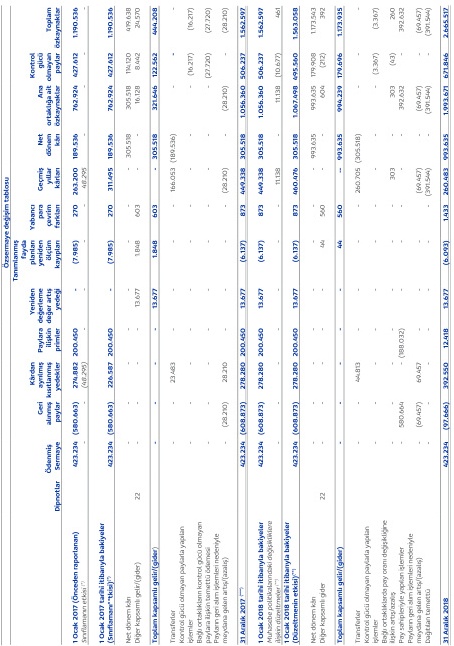 Özsermaye değişim tablosu
Dipnotlar | Ödenmiş Sermaye | Geri alınmış paylar | Kârdan ayrılmış kısıtlanmış yedekler | Paylara ilişkin primler | Yeniden değerleme değer artış yedeği | Tanımlanmış fayda planları yeniden ölçüm kayıpları | Yabancı para çevrim farkları | Geçmiş yıllar kârları | Net dönem kârı | Ana ortaklığa ait özkaynaklar | Kontrol gücü olmayan paylar | Toplam özkaynaklar
1 Ocak 2017 (Önceden raporlanan) 423.234 (580.663) 274.882 200.450 - (7.985) 270 263.200 189.536 762.924 427.612 1.190.536
Sınıflamanın etkisi (*) - - (48.295) - - - - 48.295 - - - -
1 Ocak 2017 tarihi itibarıyla bakiyeler
(Sınıflamanın etkisi) (*) 423.234 (580.663) 226.587 200.450 - (7.985) 270 311.495 189.536 762.924 427.612 1.190.536
Net dönem kârı - - - - - - - - 305.518 305.518 114.120 419.638
Diğer kapsamlı gelir/(gider) 22 - - - - 13.677 1.848 603 - - 16.128 8.442 24.570
Toplam kapsamlı gelir/(gider) - - - - 13.677 1.848 603 - 305.518 321.646 122.562 444.208
Transferler - - 23.483 - - - - 166.053 (189.536) - - -
Kontrol gücü olmayan paylarla yapılan
işlemler - - - - - - - - - - (16.217) (16.217)
Bağlı ortaklıkların kontrol gücü olmayan
paylara ilişkin temettü ödemesi - - - - - - - - - - (27.720) (27.720)
Payların geri alım işlemleri nedeniyle
meydana gelen artış/(azalış) - (28.210) 28.210 - - - - (28.210) - (28.210) - (28.210)
31 Aralık 2017 423.234 (608.873) 278.280 200.450 13.677 (6.137) 873 449.338 305.518 1.056.360 506.237 1.562.597
1 Ocak 2018 tarihi itibarıyla bakiyeler 423.234 (608.873) 278.280 200.450 13.677 (6.137) 873 449.338 305.518 1.056.360 506.237 1.562.597
Muhasebe politikalarındaki değişikliklere
ilişkin düzeltmeler - - - - - - - 11.138 - 11.138 (10.677) 461
1 Ocak 2018 tarihi itibarıyla bakiyeler
(Düzeltmenin etkisi) 423.234 (608.873) 278.280 200.450 13.677 (6.137) 873 460.476 305.518 1.067.498 495.560 1.563.058
Net dönem kârı - - - - - - - - 993.635 993.635 179.908 1.173.543
Diğer kapsamlı gider 22 - - - - - 44 560 - - 604 (212) 392
Toplam kapsamlı gelir/(gider) - - - - - 44 560 - 993.635 994.239 179.696 1.173.935
Transferler - - 44.813 - - - - 260.705 (305.518) - - -
Kontrol gücü olmayan paylarla yapılan
işlemler - - - - - - - - - - (3.367) (3.367)
Bağlı ortaklıklarda pay oranı değişikliğine
ilişkin artış/azalış - - - - - - - 303 - 303 (43) 260
Pay sahipleriyle yapılan işlemler - 580.664 - (188.032) - - - - - 392.632 - 392.632
Payların geri alım işlemleri nedeniyle
meydana gelen artış/(azalış) - (69.457) 69.457 - - - - (69.457) - (69.457) - (69.457)
Dağıtılan temettü - - - - - - - (391.544) - (391.544) - (391.544)
31 Aralık 2018 423.234 (97.666) 392.550 12.418 13.677 (6.093) 1.433 260.483 993.635 1.993.671 671.846 2.665.517